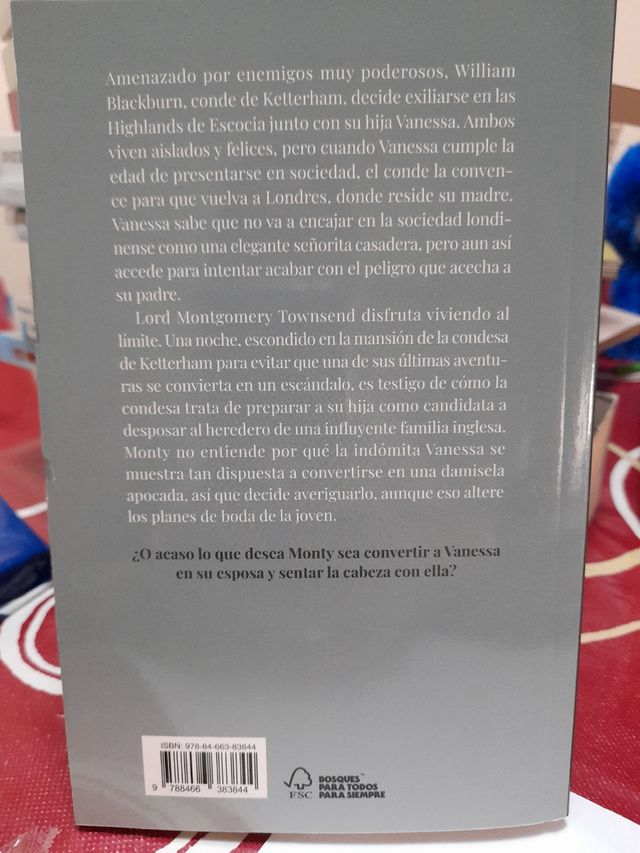 Amenazado por enemigos muy poderosos, William
Blackburn, conde de Ketterham, decide exiliarse en las
Highlands de Escocia junto con su hija Vanessa. Ambos
viven aislados y felices, pero cuando Vanessa cumple la
edad de presentarse en sociedad, el conde la conven-
ce para que vuelva a Londres, donde reside su madre.
Vanessa sabe que no va a encajar en la sociedad londi-
nense como una elegante señorita casadera, pero aun así
accede para intentar acabar con el peligro que acecha a
su padre.
Lord Montgomery Townsend disfruta viviendo al
límite. Una noche, escondido en la mansión de la condesa
de Ketterham para evitar que una de sus últimas aventu-
ras se convierta en un escándalo, es testigo de cómo la
condesa trata de preparar a su hija como candidata a
desposar al heredero de una influyente familia inglesa.
Monty no entiende por qué la indómita Vanessa se
muestra tan dispuesta a convertirse en una damisela
apocada, así que decide averiguarlo, aunque eso altere
los planes de boda de la joven.
¿O acaso lo que desea Monty sea convertir a Vanessa
en su esposa y sentar la cabeza con ella?
ISBN: 978-84-663-83844
9 788466 383844
FSC
BOSQUES™
PARA TODOS
PARA SIEMPRE